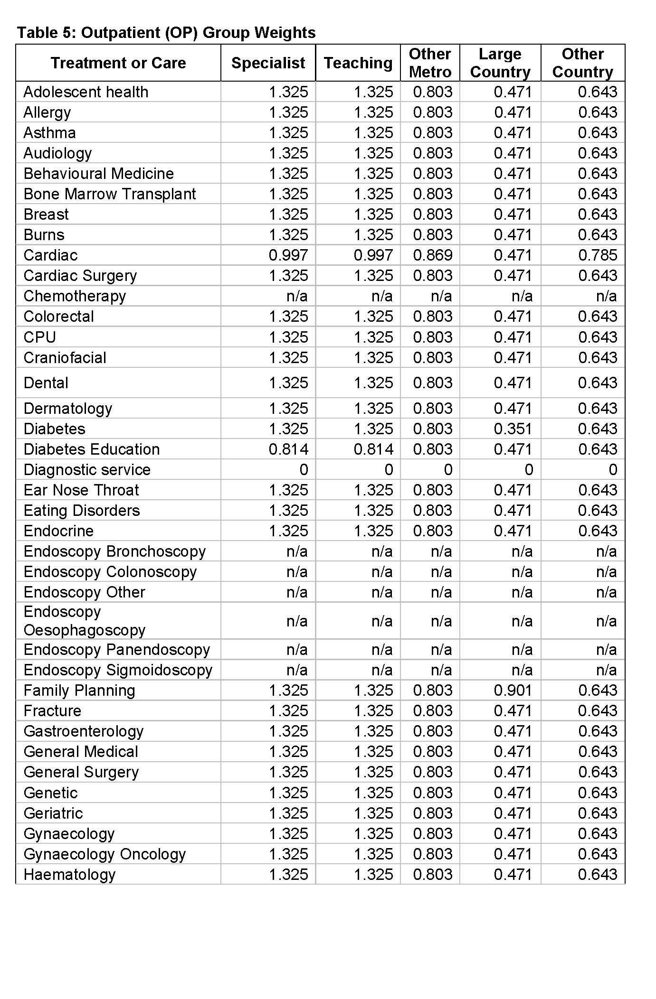 Table 5: Outpatient (OP) Group Weights
Treatment or Care Specialist Teaching Other Metro Large Country Other Country
Adolescent health 1.325 1.325 0.803 0.471 0.643
Allergy 1.325 1.325 0.803 0.471 0.643
Asthma 1.325 1.325 0.803 0.471 0.643
Audiology 1.325 1.325 0.803 0.471 0.643
Behavioural Medicine 1.325 1.325 0.803 0.471 0.643
Bone Marrow Transplant 1.325 1.325 0.803 0.471 0.643
Breast 1.325 1.325 0.803 0.471 0.643
Burns 1.325 1.325 0.803 0.471 0.643
Cardiac 0.997 0.997 0.869 0.471 0.785
Cardiac Surgery 1.325 1.325 0.803 0.471 0.643
Chemotherapy n/a n/a n/a n/a n/a
Colorectal 1.325 1.325 0.803 0.471 0.643
CPU 1.325 1.325 0.803 0.471 0.643
Craniofacial 1.325 1.325 0.803 0.471 0.643
Dental 1.325 1.325 0.803 0.471 0.643
Dermatology 1.325 1.325 0.803 0.471 0.643
Diabetes 1.325 1.325 0.803 0.351 0.643
Diabetes Education 0.814 0.814 0.803 0.471 0.643
Diagnostic service 0 0 0 0 0
Ear Nose Throat 1.325 1.325 0.803 0.471 0.643
Eating Disorders 1.325 1.325 0.803 0.471 0.643
Endocrine 1.325 1.325 0.803 0.471 0.643
Endoscopy Bronchoscopy n/a n/a n/a n/a n/a
Endoscopy Colonoscopy n/a n/a n/a n/a n/a
Endoscopy Other n/a n/a n/a n/a n/a
Endoscopy
Oesophagoscopy n/a n/a n/a n/a n/a
Endoscopy Panendoscopy n/a n/a n/a n/a n/a
Endoscopy Sigmoidoscopy n/a n/a n/a n/a n/a
Family Planning 1.325 1.325 0.803 0.901 0.643
Fracture 1.325 1.325 0.803 0.471 0.643
Gastroenterology 1.325 1.325 0.803 0.471 0.643
General Medical 1.325 1.325 0.803 0.471 0.643
General Surgery 1.325 1.325 0.803 0.471 0.643
Genetic 1.325 1.325 0.803 0.471 0.643
Geriatric 1.325 1.325 0.803 0.471 0.643
Gynaecology 1.325 1.325 0.803 0.471 0.643
Gynaecology Oncology 1.325 1.325 0.803 0.471 0.643
Haematology 1.325 1.325 0.803 0.471 0.643